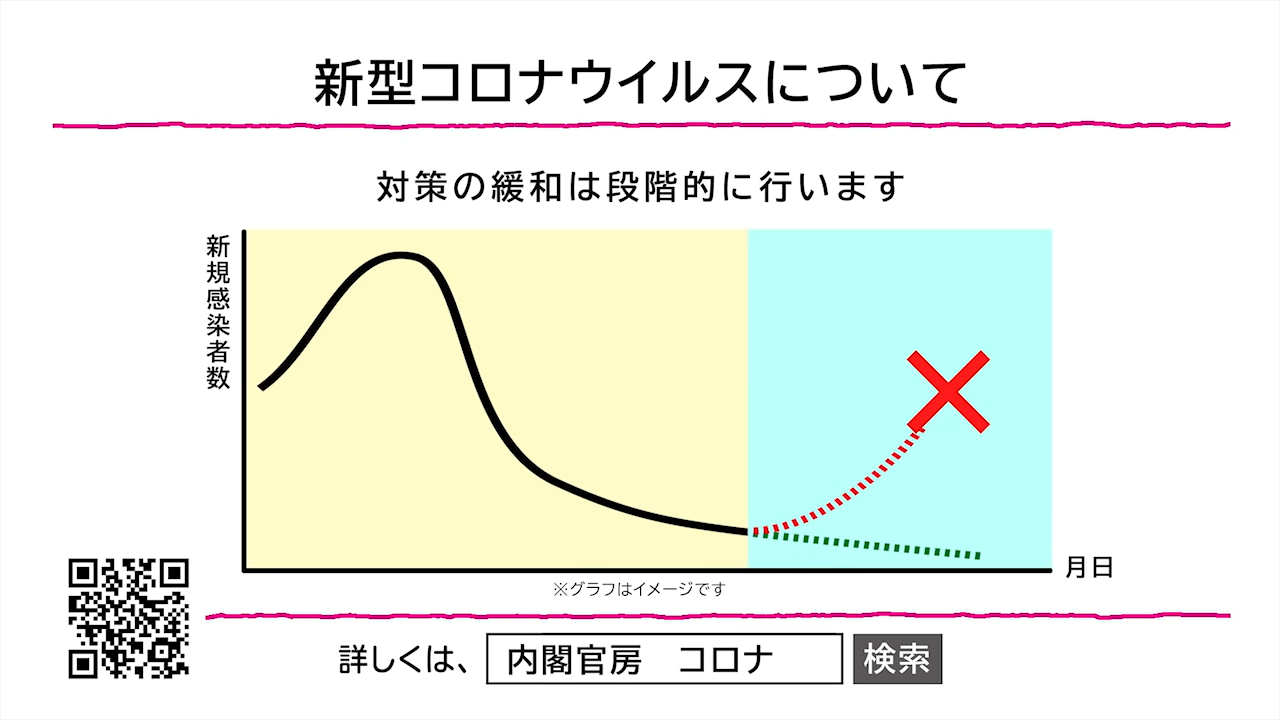 新型コロナウイルスについて
対策の緩和は段階的に行います
新規感染者数
月日
※グラフはイメージです
詳しくは、 内閣官房　コロナ 検索